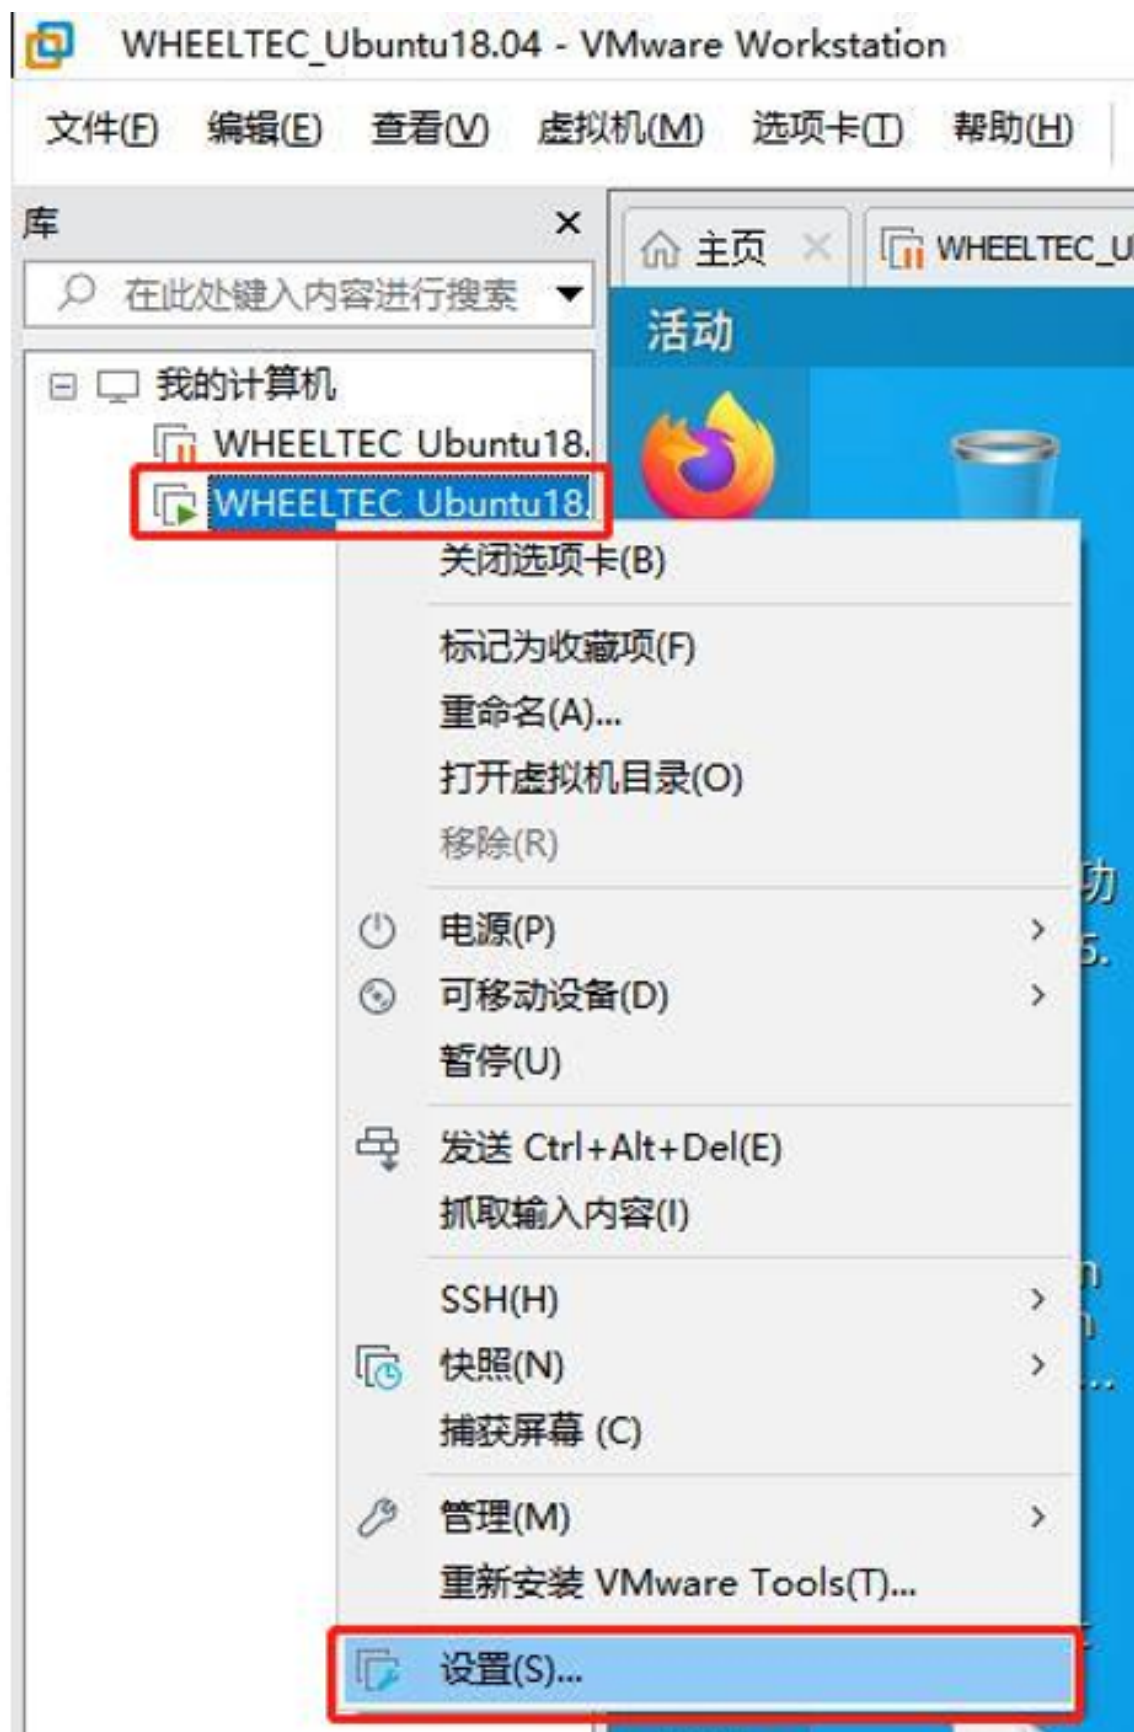 WHEELTEC_Ubuntu18.04 - VMware Workstation
文件(F) 编辑(E) 查看(V) 虚拟机(M) 选项卡(T) 帮助(H)
库
主页
WHEELTEC_U
在此处键入内容进行搜索
活动
我的计算机
WHEELTEC_Ubuntu18.
WHEELTEC_Ubuntu18.
关闭选项卡(B)
标记为收藏项(F)
重命名(A)...
打开虚拟机目录(O)
移除(R)
功
电源(P)
s.
可移动设备(D)
暂停(U)
发送 Ctrl+Alt+Del(E)
抓取输入内容(I)
n
SSH(H)
快照(N)
...
捕获屏幕 (C)
管理(M)
重新安装 VMware Tools(T)...
设置(S)...